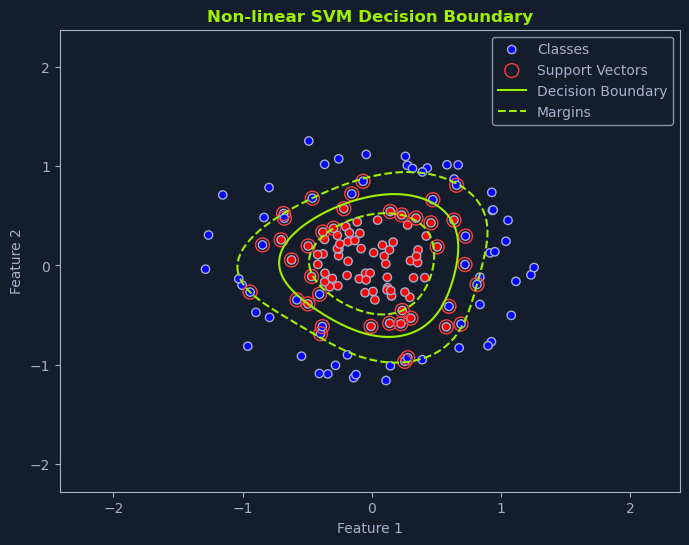 Non-linear SVM Decision Boundary
Classes
Support Vectors
Decision Boundary
Margins
Feature 2
2
1
0
−1
−2
−2
−1
0
1
2
Feature 1